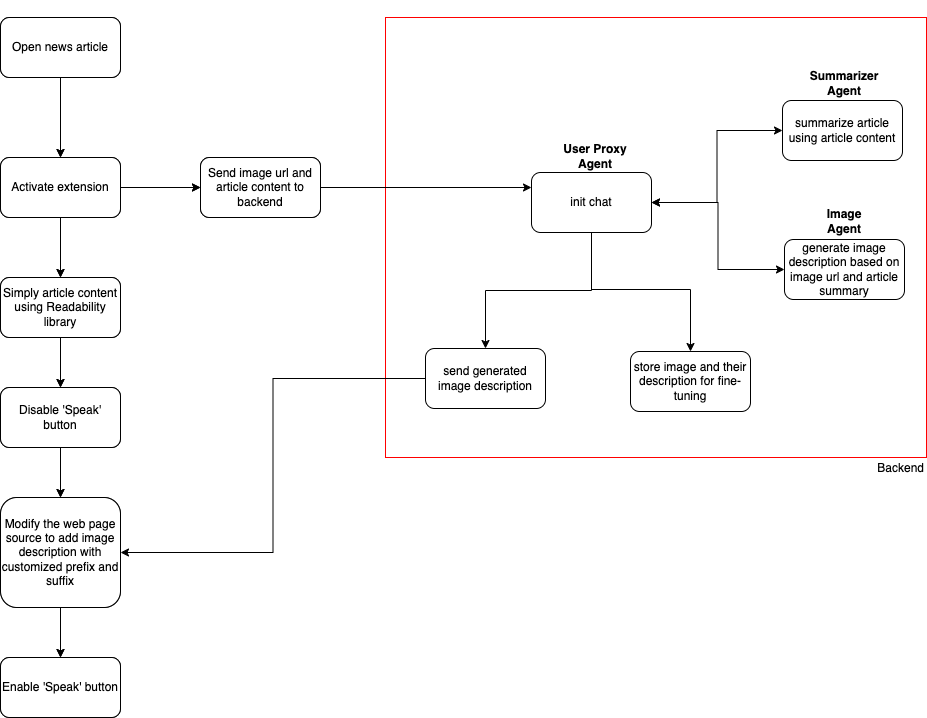 Open news article
Activate extension
Send image url and
article content to
backend
Simply article content
using Readability
library
Disable 'Speak'
button
Modify the web page
source to add image
description with
customized prefix and
suffix
Enable 'Speak' button
User Proxy
Agent
init chat
Summarizer
Agent
summarize article
using article content
Image
Agent
generate image
description based on
image url and article
summary
send generated
image description
store image and their
description for fine-
tuning
Backend